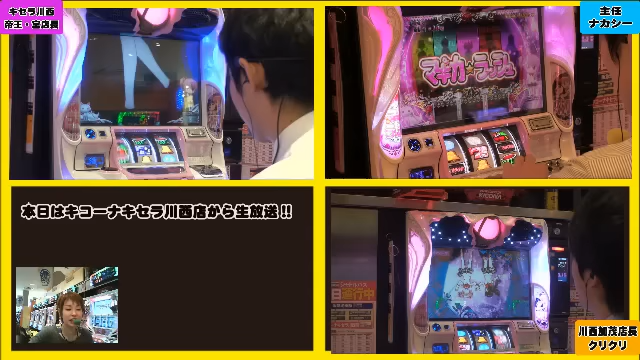 キセラ川西
帝王・宮店長
主任
ナカシー
マギカ☆ラッシュ
本日はキコーナキセラ川西店から生放送!!
川西加茂店長
クリクリ